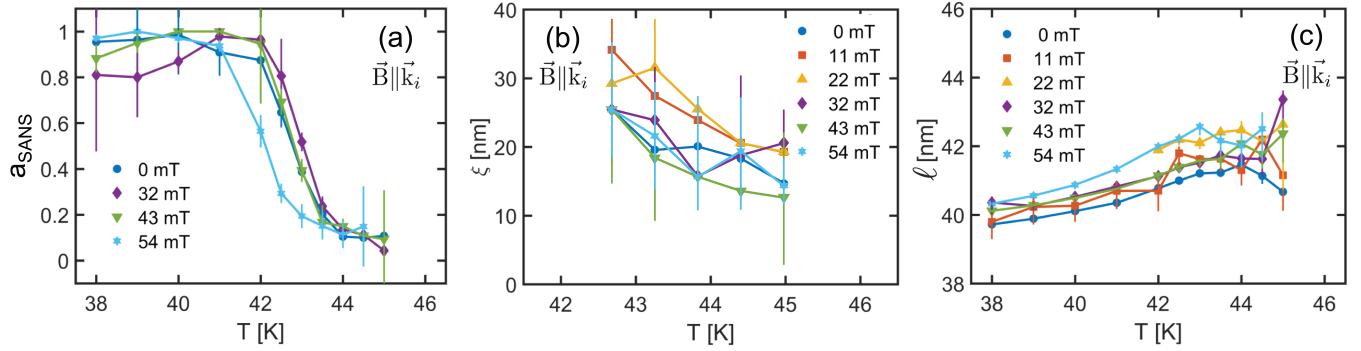 (a)
B∥k_i
a_SANS
1
0.8
0.6
0.4
0.2
0
0 mT
32 mT
43 mT
54 mT
38 40 42 44 46
T [K]
(b)
B∥k_i
ξ [nm]
50
40
30
20
10
0
0 mT
11 mT
22 mT
32 mT
43 mT
54 mT
42 43 44 45 46
T [K]
(c)
B∥k_i
ℓ [nm]
46
44
42
40
38
0 mT
11 mT
22 mT
32 mT
43 mT
54 mT
38 40 42 44 46
T [K]